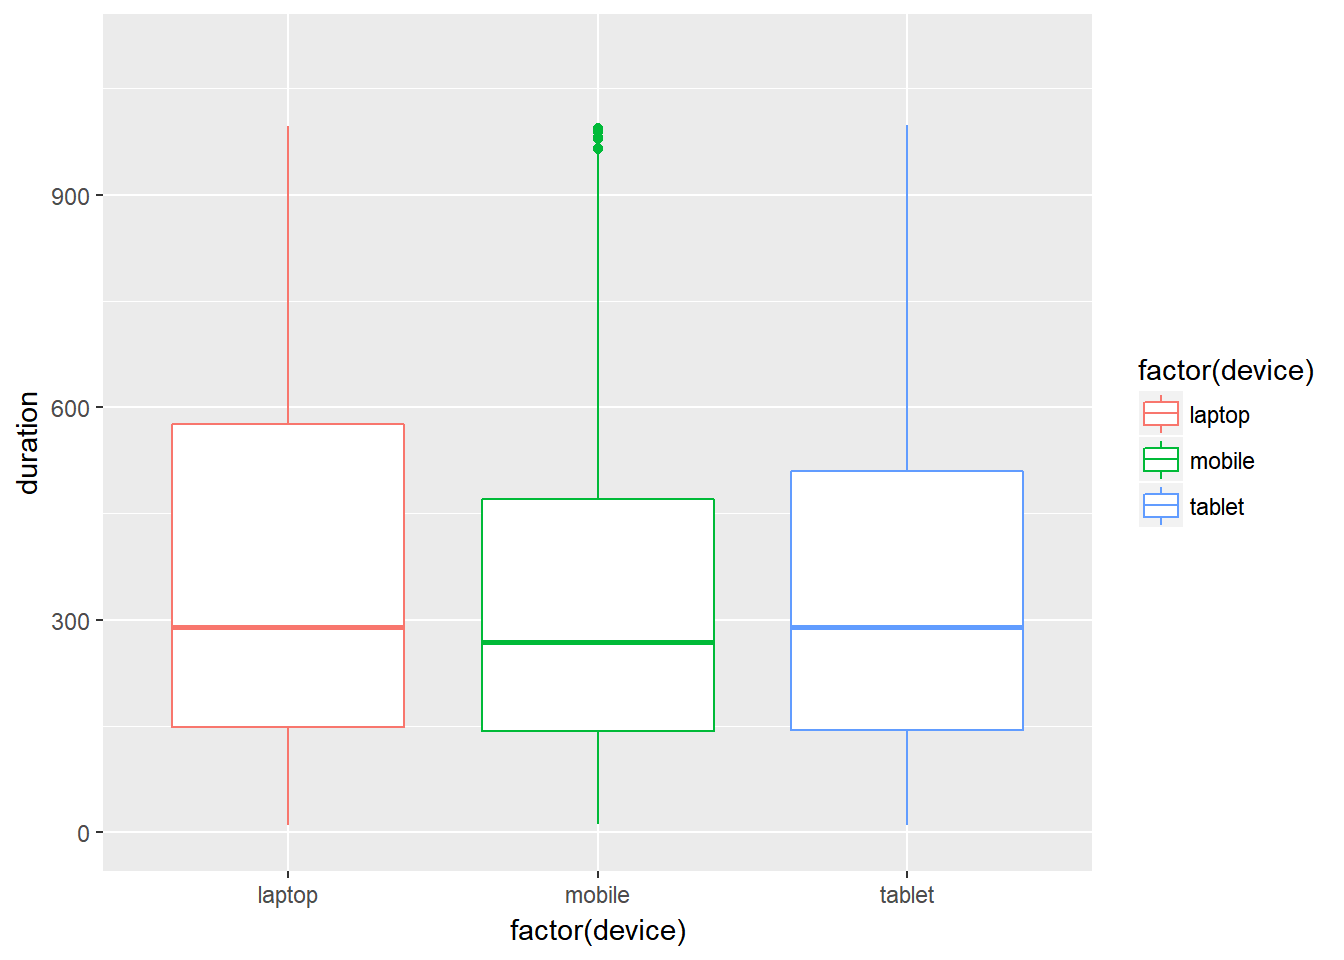 duration
900
600
300
0
laptop
mobile
tablet
factor(device)
factor(device)
laptop
mobile
tablet